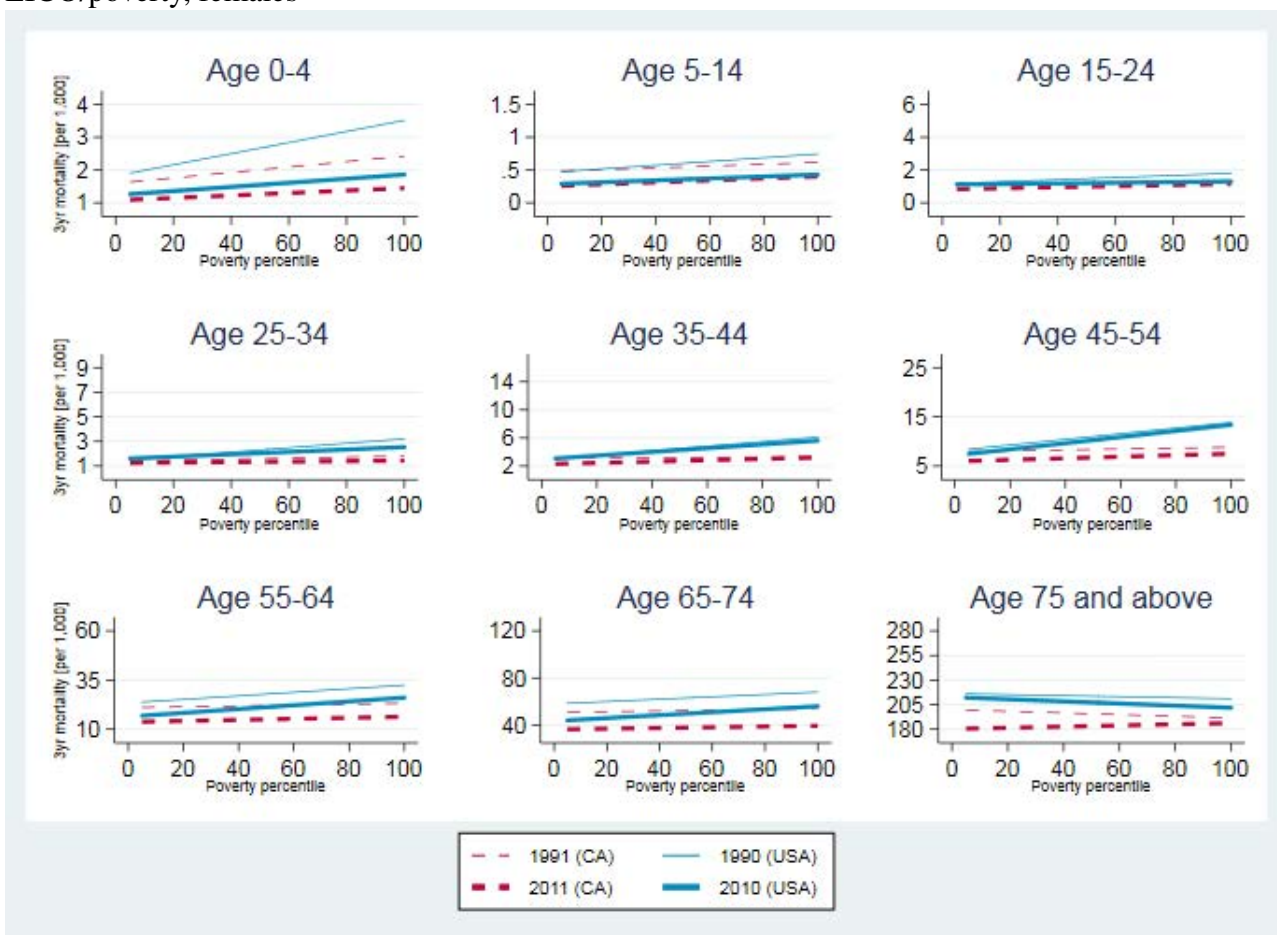 Age 0-4
Age 5-14
Age 15-24
3yr mortality [per 1,000]
4
3
2
1
1.5
1
.5
0
6
4
2
0
0 20 40 60 80 100
0 20 40 60 80 100
0 20 40 60 80 100
Poverty percentile
Poverty percentile
Poverty percentile
Age 25-34
Age 35-44
Age 45-54
3yr mortality [per 1,000]
9
7
5
3
1
14
10
6
2
25
15
5
0 20 40 60 80 100
0 20 40 60 80 100
0 20 40 60 80 100
Poverty percentile
Poverty percentile
Poverty percentile
Age 55-64
Age 65-74
Age 75 and above
3yr mortality [per 1,000]
60
35
10
120
80
40
280
255
230
205
180
0 20 40 60 80 100
0 20 40 60 80 100
0 20 40 60 80 100
Poverty percentile
Poverty percentile
Poverty percentile
1991 (CA)
1990 (USA)
2011 (CA)
2010 (USA)